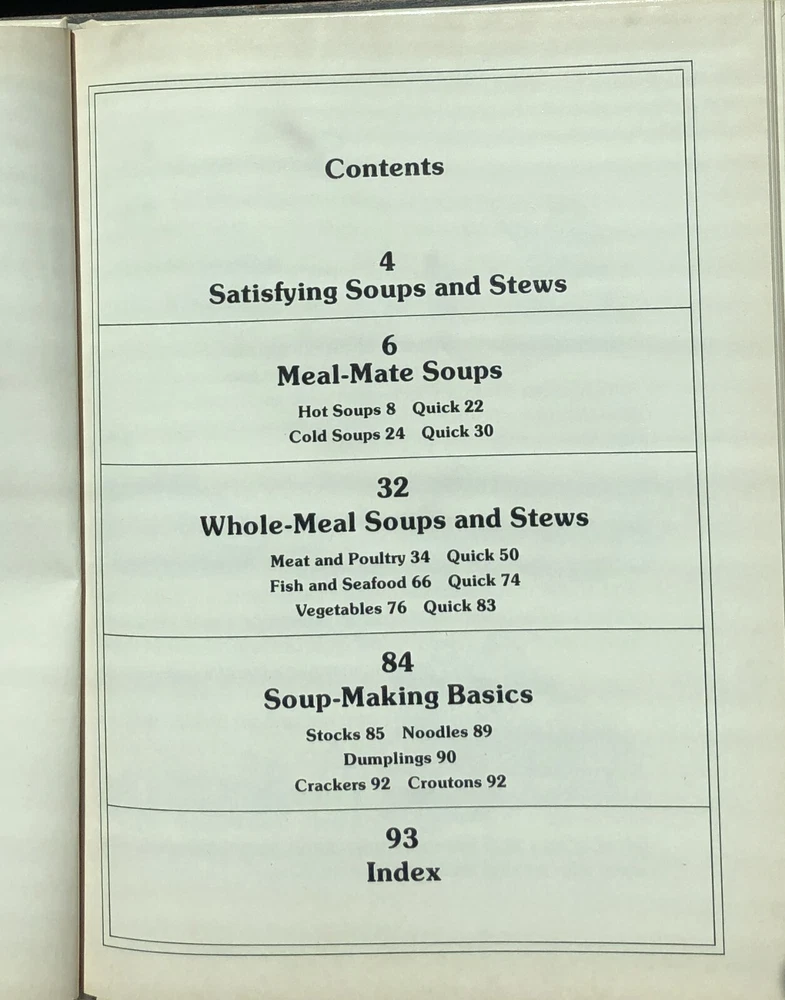 Contents
4
Satisfying Soups and Stews
6
Meal-Mate Soups
Hot Soups 8 Quick 22
Cold Soups 24 Quick 30
32
Whole-Meal Soups and Stews
Meat and Poultry 34 Quick 50
Fish and Seafood 66 Quick 74
Vegetables 76 Quick 83
84
Soup-Making Basics
Stocks 85 Noodles 89
Dumplings 90
Crackers 92 Croutons 92
93
Index